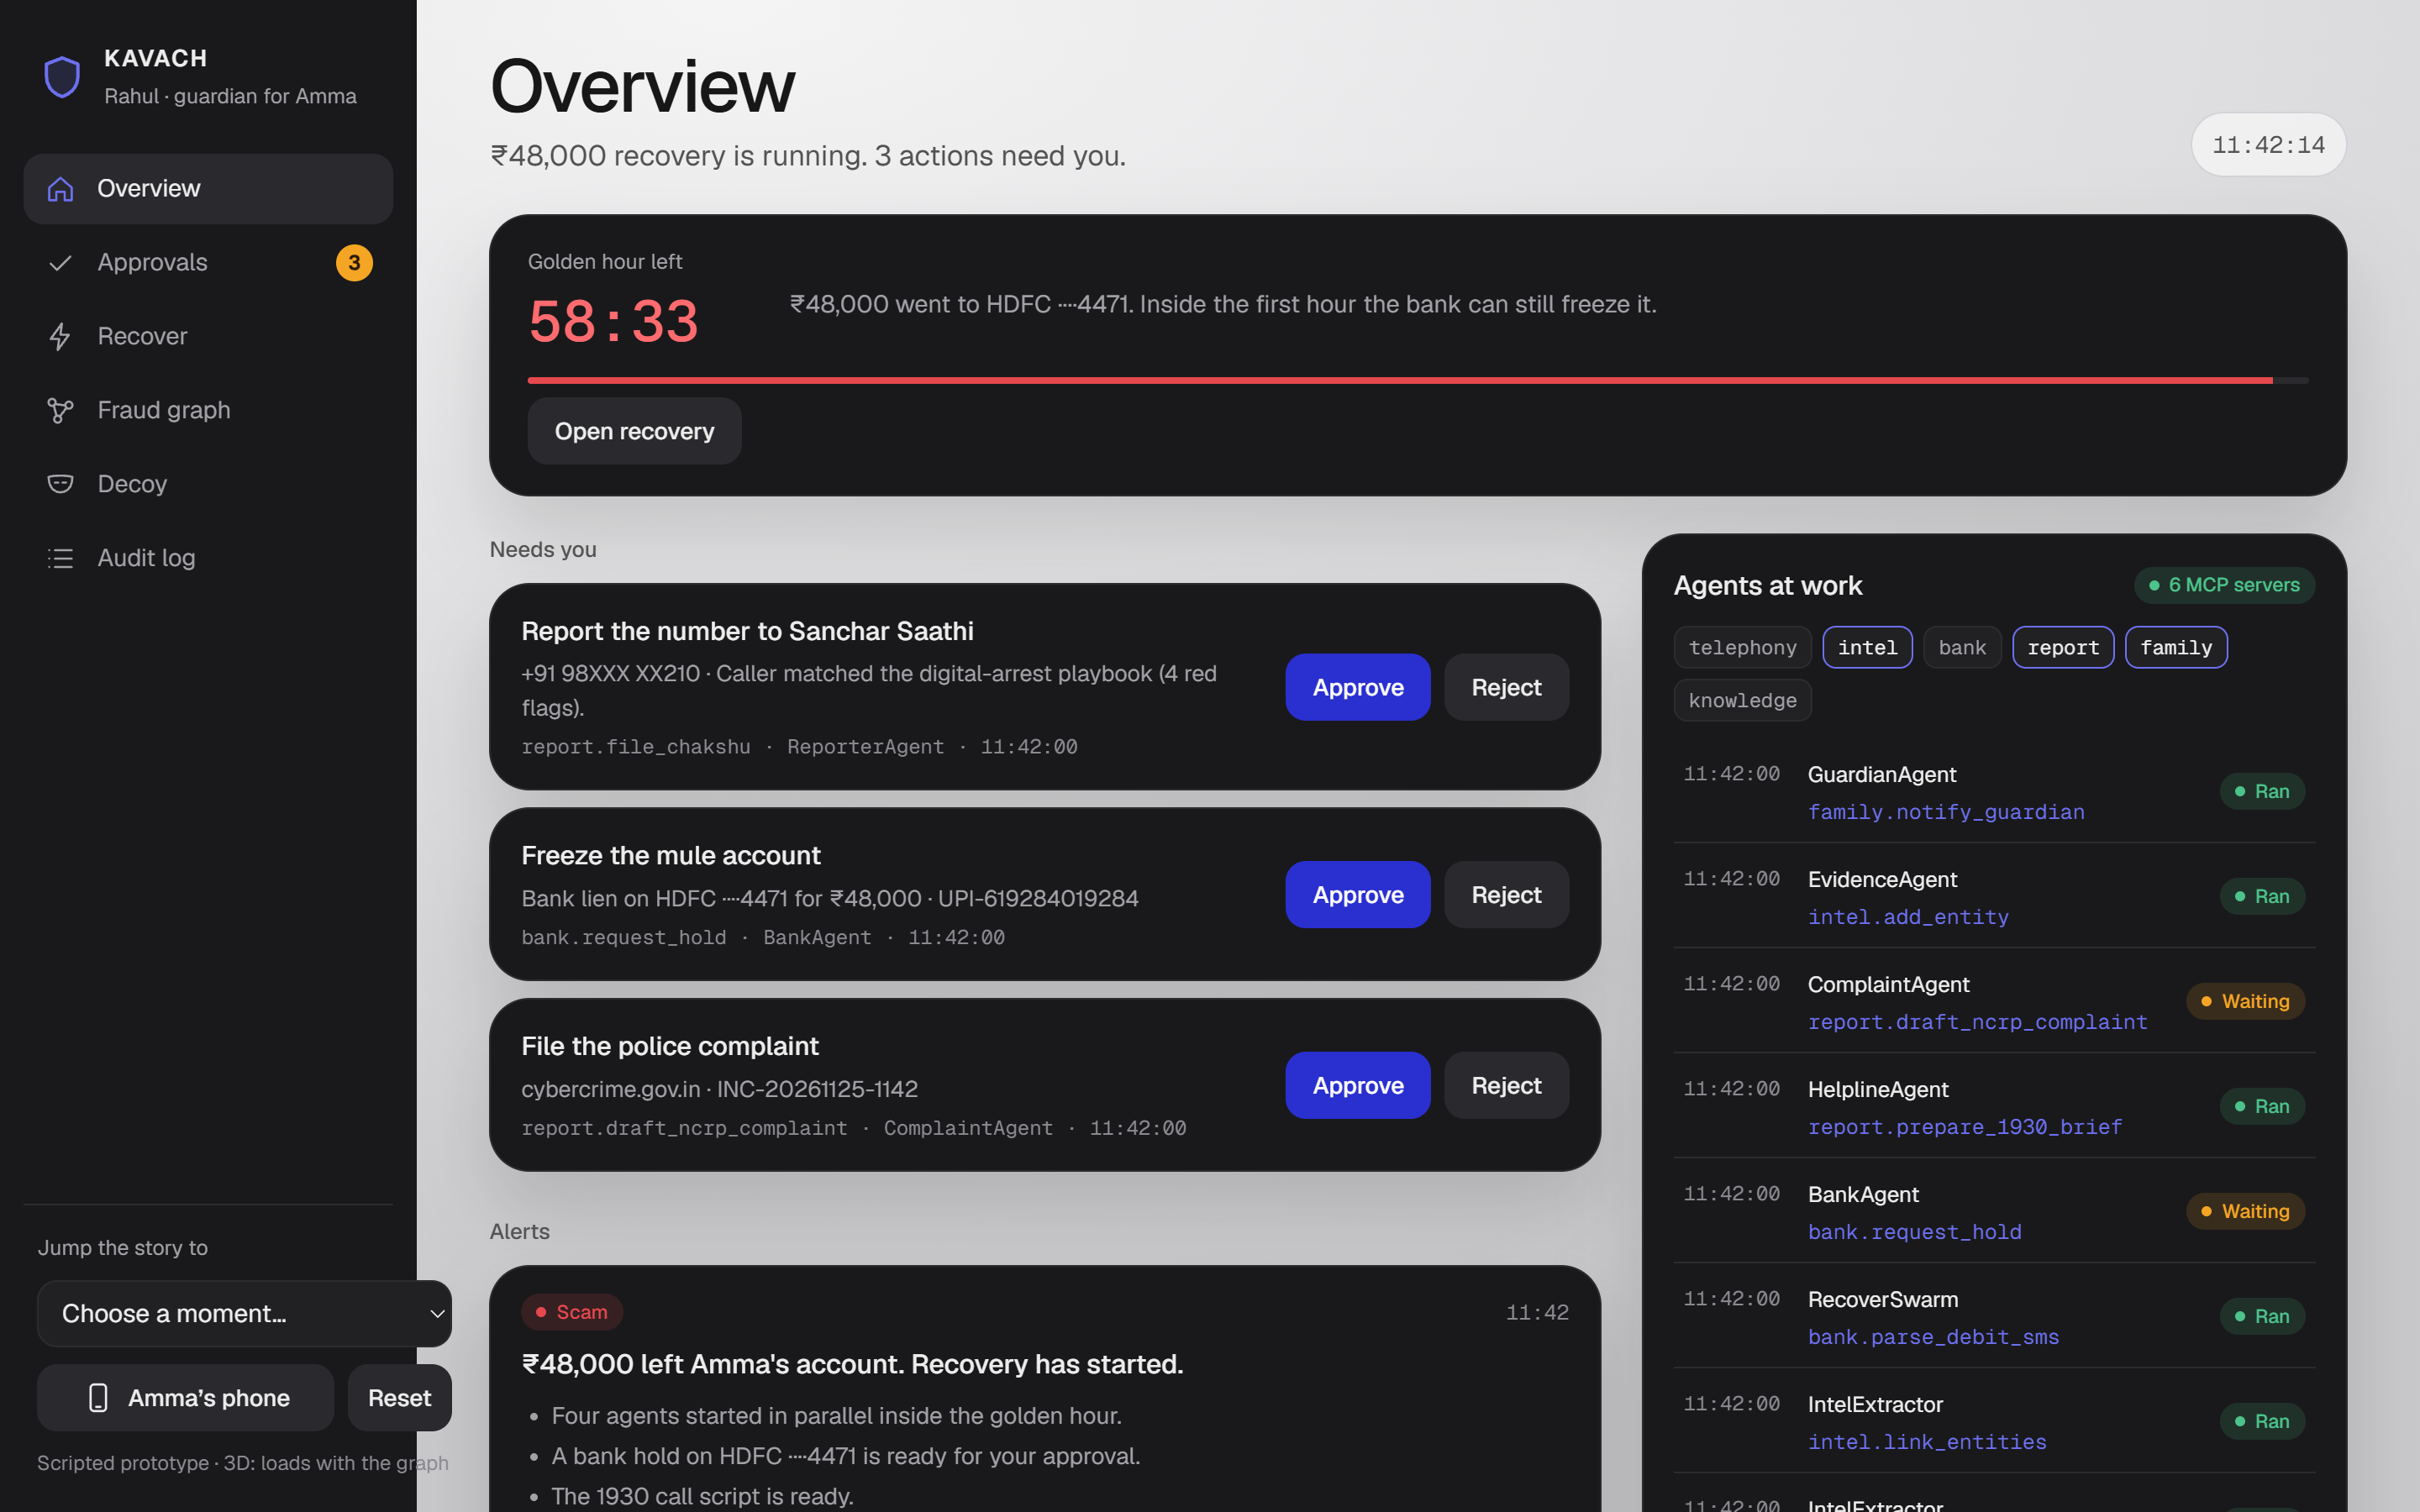 KAVACH
Rahul · guardian for Amma
Overview
Approvals
3
Recover
Fraud graph
Decoy
Audit log
Jump the story to
Choose a moment...
Amma’s phone
Reset
Scripted prototype · 3D: loads with the graph
Overview
₹48,000 recovery is running. 3 actions need you.
11:42:14
Golden hour left
58:33
₹48,000 went to HDFC ····4471. Inside the first hour the bank can still freeze it.
Open recovery
Needs you
Report the number to Sanchar Saathi
+91 98XXX XX210 · Caller matched the digital-arrest playbook (4 red
flags).
report.file_chakshu · ReporterAgent · 11:42:00
Approve
Reject
Freeze the mule account
Bank lien on HDFC ····4471 for ₹48,000 · UPI-619284019284
bank.request_hold · BankAgent · 11:42:00
Approve
Reject
File the police complaint
cybercrime.gov.in · INC-20261125-1142
report.draft_ncrp_complaint · ComplaintAgent · 11:42:00
Approve
Reject
Alerts
Scam
11:42
₹48,000 left Amma's account. Recovery has started.
• Four agents started in parallel inside the golden hour.
• A bank hold on HDFC ····4471 is ready for your approval.
• The 1930 call script is ready.
Agents at work
6 MCP servers
telephony
intel
bank
report
family
knowledge
11:42:00 GuardianAgent
family.notify_guardian
Ran
11:42:00 EvidenceAgent
intel.add_entity
Ran
11:42:00 ComplaintAgent
report.draft_ncrp_complaint
Waiting
11:42:00 HelplineAgent
report.prepare_1930_brief
Ran
11:42:00 BankAgent
bank.request_hold
Waiting
11:42:00 RecoverSwarm
bank.parse_debit_sms
Ran
11:42:00 IntelExtractor
intel.link_entities
Ran
11:42:00 IntelExtractor